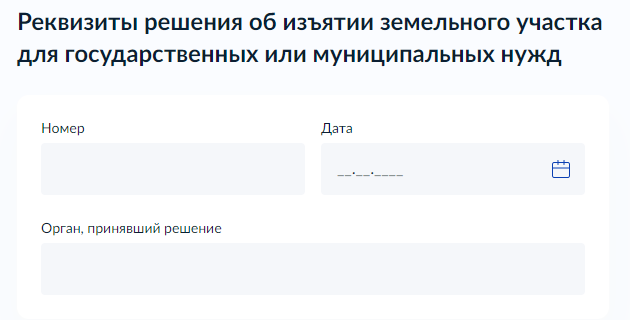 Реквизиты решения об изъятии земельного участка
для государственных или муниципальных нужд
Номер
Дата
__.__.____
Орган, принявший решение